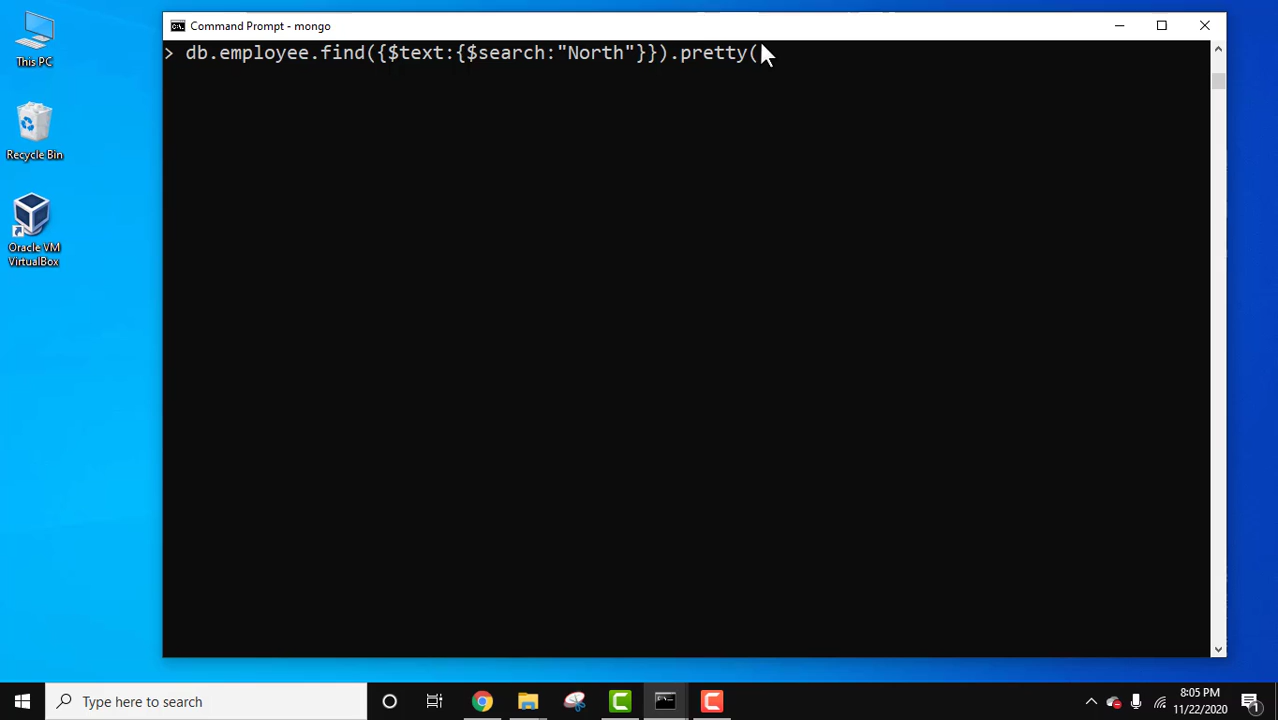 This PC
Recycle Bin
Oracle VM
VirtualBox
Command Prompt - mongo
> db.employee.find({$text:{$search:"North"}}).pretty(
Type here to search
8:05 PM
11/22/2020
1